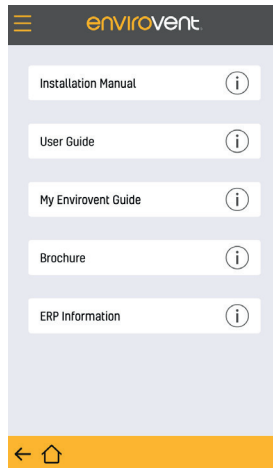 envirovent
Installation Manual
User Guide
My Envirovent Guide
Brochure
ERP Information